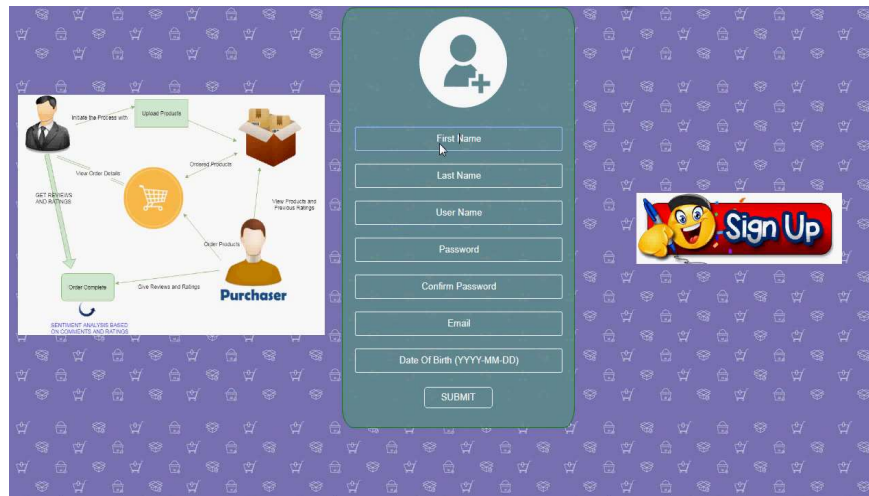 Initiate the Process with
Upload Products
View Order Details
Ordered Products
GET REVIEWS
AND RATINGS
View Products and
Previous Ratings
Order Products
Order Complete
Give Reviews and Ratings
Purchaser
SENTIMENT ANALYSIS BASED
ON COMMENTS AND RATINGS
First Name
Last Name
User Name
Password
Confirm Password
Email
Date Of Birth (YYYY-MM-DD)
SUBMIT
Sign Up